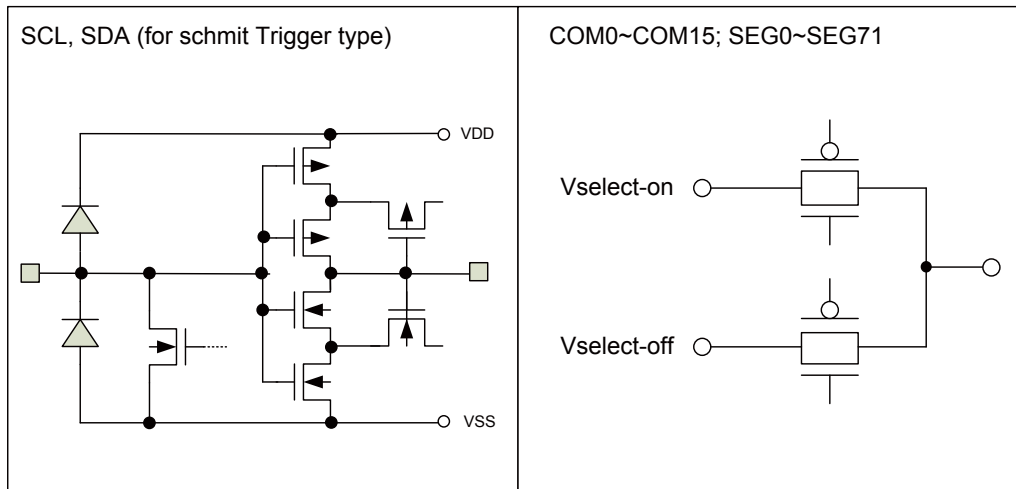 SCL, SDA (for schmit Trigger type)
VDD
VSS
COM0~COM15; SEG0~SEG71
Vselect-on
Vselect-off